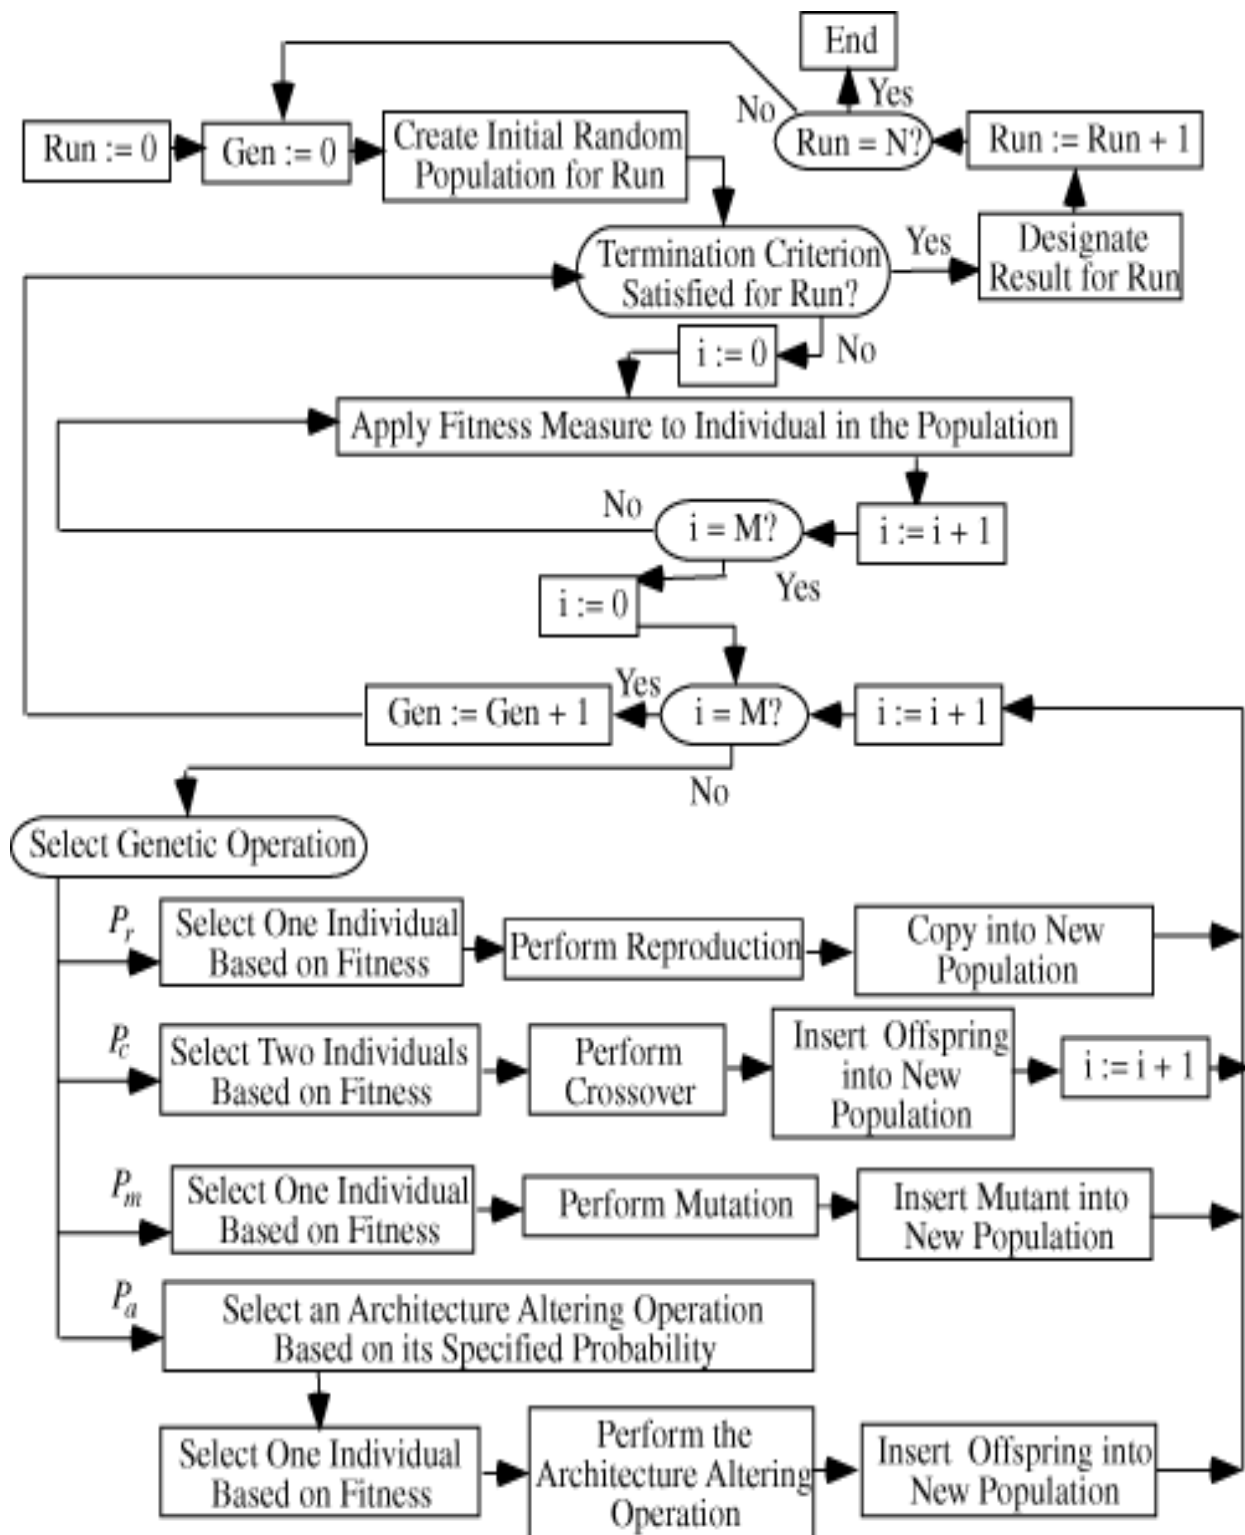 End
No
Yes
Run := 0
Gen := 0
Create Initial Random
Population for Run
Run = N?
Run := Run + 1
Termination Criterion
Satisfied for Run?
Yes
Designate
Result for Run
i := 0
No
Apply Fitness Measure to Individual in the Population
No
i = M?
i := i + 1
i := 0
Yes
Gen := Gen + 1
Yes
i = M?
i := i + 1
No
Select Genetic Operation
Pr
Select One Individual
Based on Fitness
Perform Reproduction
Copy into New
Population
Pc
Select Two Individuals
Based on Fitness
Perform
Crossover
Insert Offspring
into New
Population
i := i + 1
Pm
Select One Individual
Based on Fitness
Perform Mutation
Insert Mutant into
New Population
Pa
Select an Architecture Altering Operation
Based on its Specified Probability
Select One Individual
Based on Fitness
Perform the
Architecture Altering
Operation
Insert Offspring into
New Population